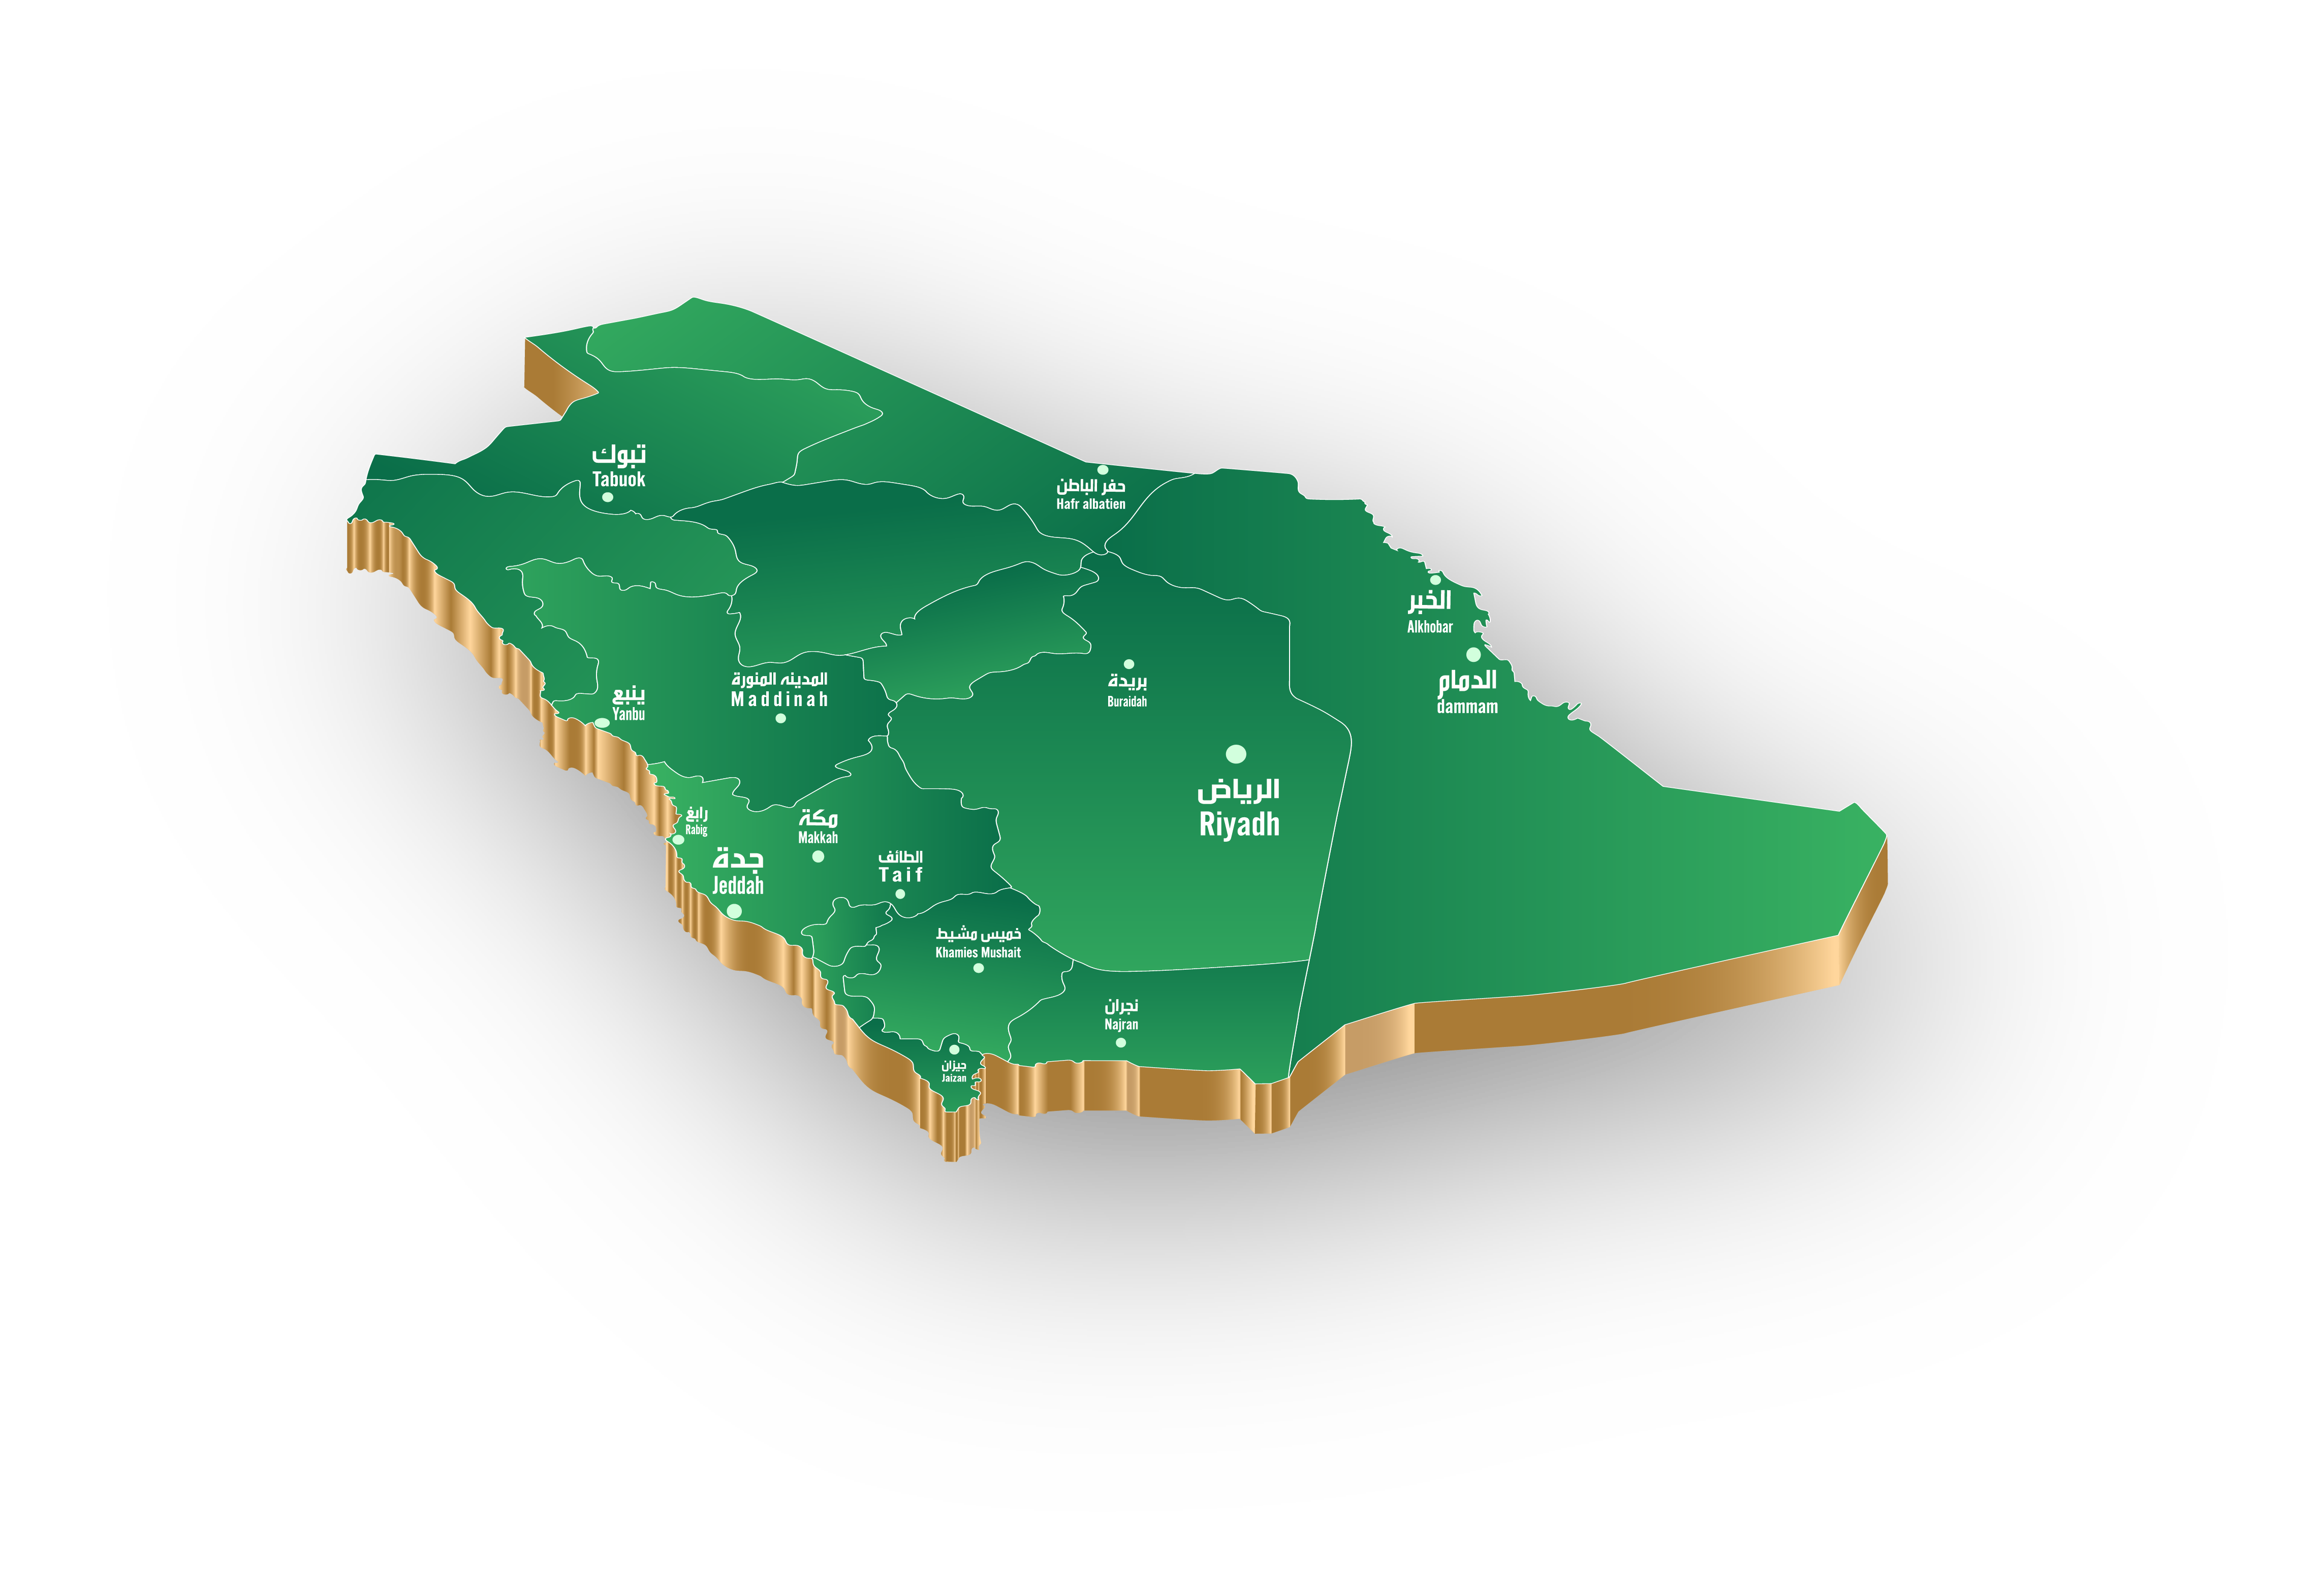 تبوك
Tabuok
حفر الباطن
Hafr albatien
الخبر
Alkhobar
الدمام
dammam
بريدة
Buraidah
المدينه المنورة
Maddinah
ينبع
Yanbu
الرياض
Riyadh
رابغ
Rabig
مكة
Makkah
جدة
Jeddah
الطائف
Taif
خميس مشيط
Khamies Mushait
نجران
Najran
جيزان
Jaizan